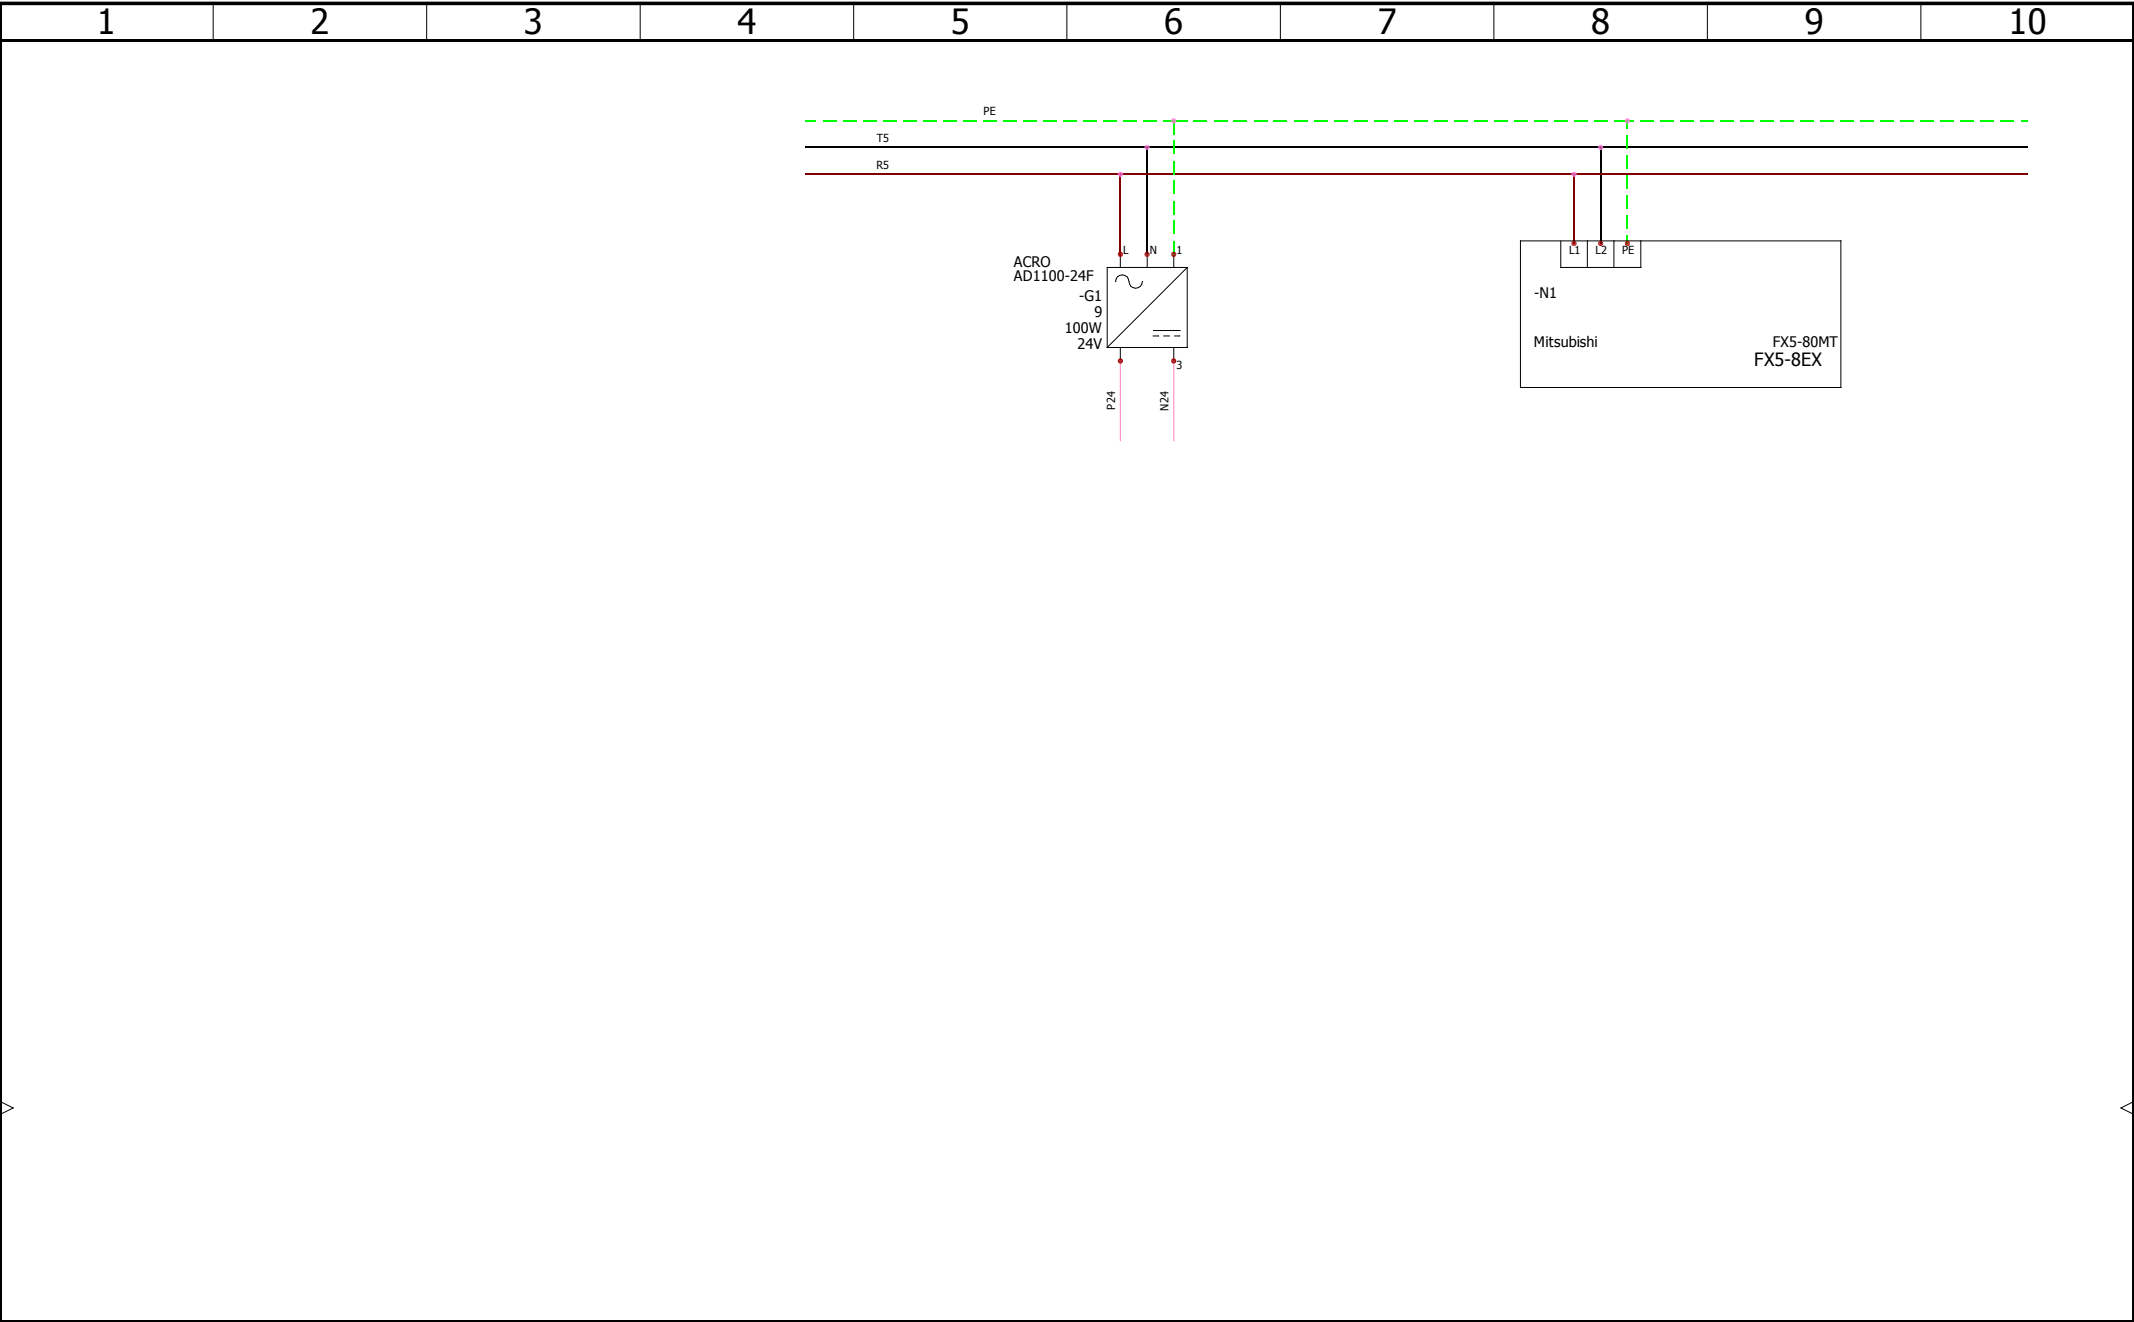 1 2 3 4 5 6 7 8 9 10
PE
T5
R5
L N 1
L1 L2 PE
ACRO
AD1100-24F
-G1
9
100W
24V
3
P24 N24
-N1
Mitsubishi FX5-80MT
FX5-8EX